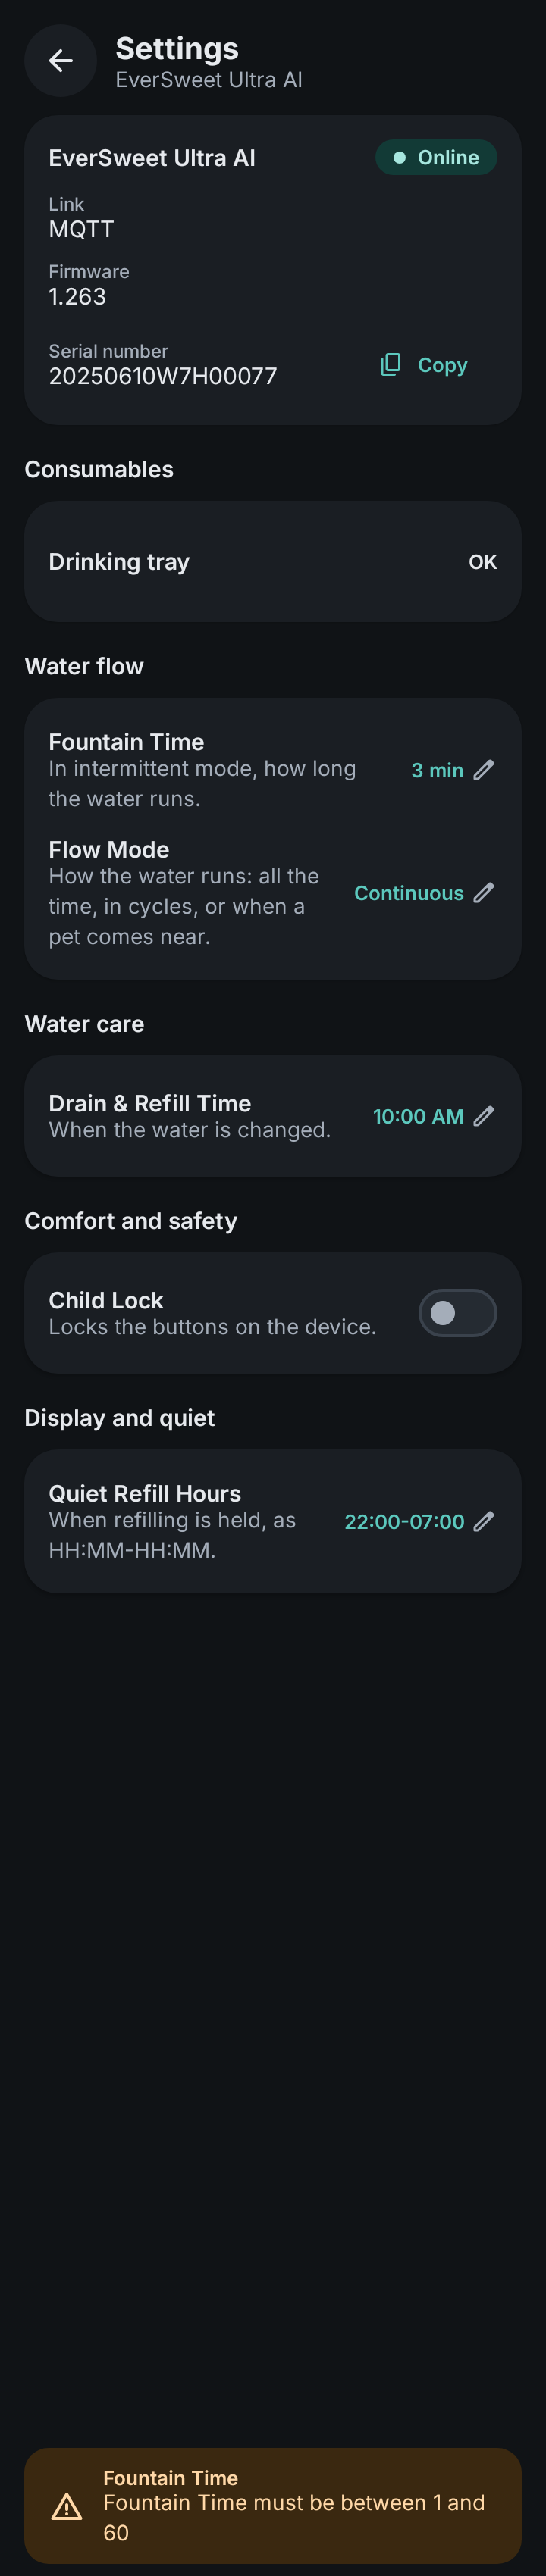 Settings
EverSweet Ultra AI
EverSweet Ultra AI
Online
Link
MQTT
Firmware
1.263
Serial number
20250610W7H00077
Copy
Consumables
Drinking tray
OK
Water flow
Fountain Time
In intermittent mode, how long
the water runs.
3 min
Flow Mode
How the water runs: all the
time, in cycles, or when a
pet comes near.
Continuous
Water care
Drain & Refill Time
When the water is changed.
10:00 AM
Comfort and safety
Child Lock
Locks the buttons on the device.
Display and quiet
Quiet Refill Hours
When refilling is held, as
HH:MM-HH:MM.
22:00-07:00
Fountain Time
Fountain Time must be between 1 and
60